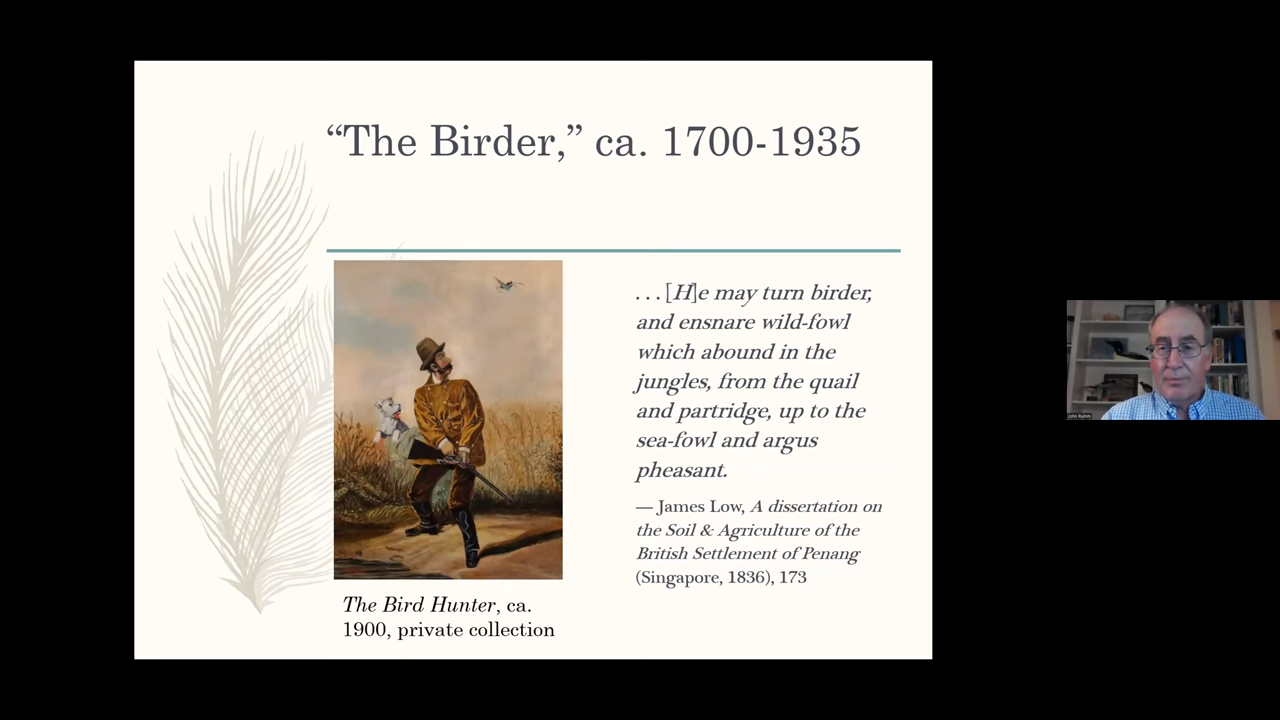 “The Birder,” ca. 1700-1935
. . . [H]e may turn birder,
and ensnare wild-fowl
which abound in the
jungles, from the quail
and partridge, up to the
sea-fowl and argus
pheasant.
— James Low, A dissertation on
the Soil & Agriculture of the
British Settlement of Penang
(Singapore, 1836), 173
The Bird Hunter, ca.
1900, private collection
John Rumm